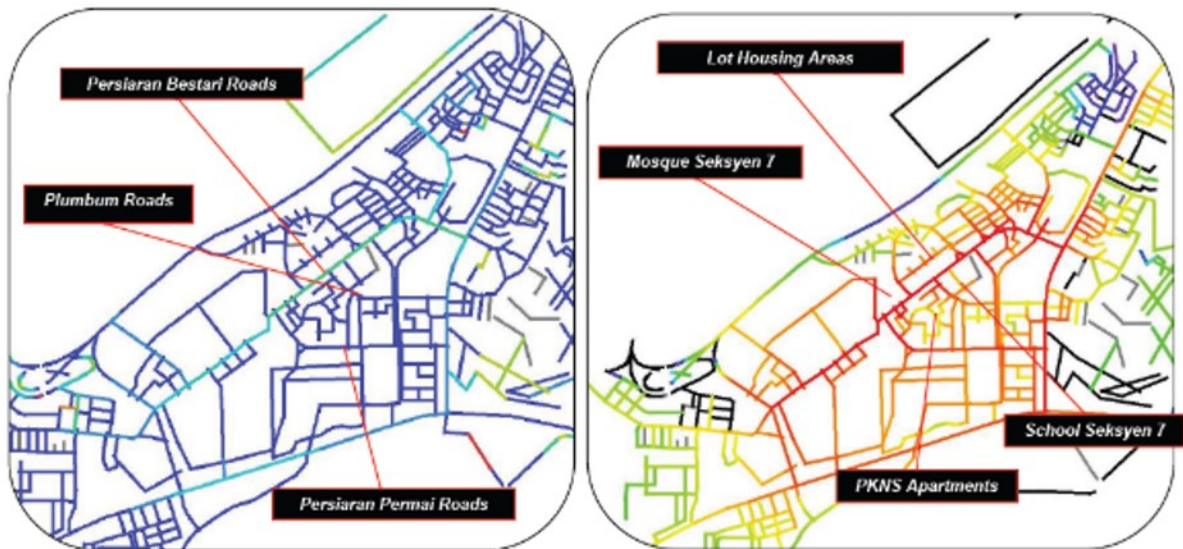 Persiaran Bestari Roads
Plumbum Roads
Persiaran Permai Roads
Lot Housing Areas
Mosque Seksyen 7
School Seksyen 7
PKNS Apartments